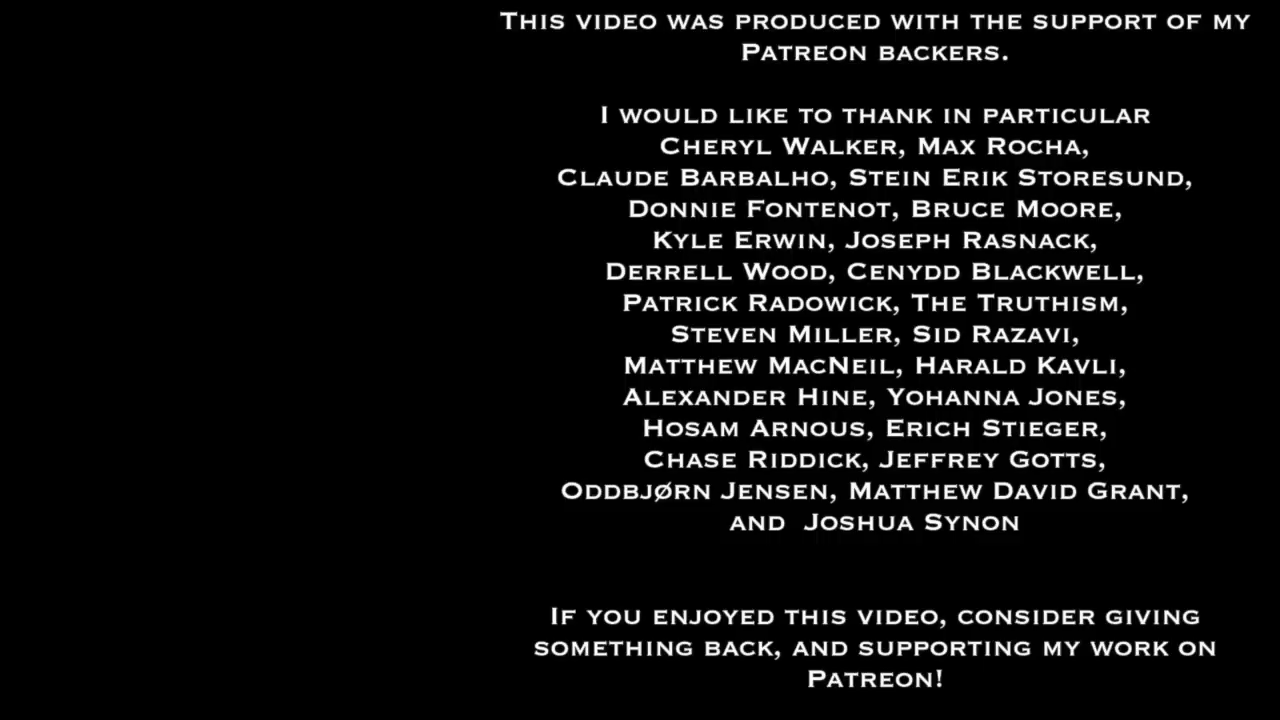 This video was produced with the support of my
Patreon backers.
I would like to thank in particular
Cheryl Walker, Max Rocha,
Claude Barbalho, Stein Erik Storesund,
Donnie Fontenot, Bruce Moore,
Kyle Erwin, Joseph Rasnack,
Derrell Wood, Cenydd Blackwell,
Patrick Radowick, The Truthism,
Steven Miller, Sid Razavi,
Matthew MacNeil, Harald Kavli,
Alexander Hine, Yohanna Jones,
Hosam Arnous, Erich Stieger,
Chase Riddick, Jeffrey Gotts,
Oddbjørn Jensen, Matthew David Grant,
and Joshua Synon
If you enjoyed this video, consider giving
something back, and supporting my work on
Patreon!